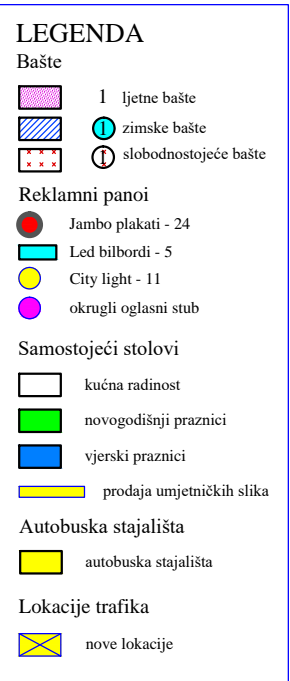 LEGENDA
Bašte
1 ljetne bašte
1 zimske bašte
1 slobodnostojeće bašte
Reklamni panoi
Jambo plakati - 24
Led bilbordi - 5
City light - 11
okrugli oglasni stub
Samostojeći stolovi
kućna radinost
novogodišnji praznici
vjerski praznici
prodaja umjetničkih slika
Autobuska stajališta
autobuska stajališta
Lokacije trafika
nove lokacije